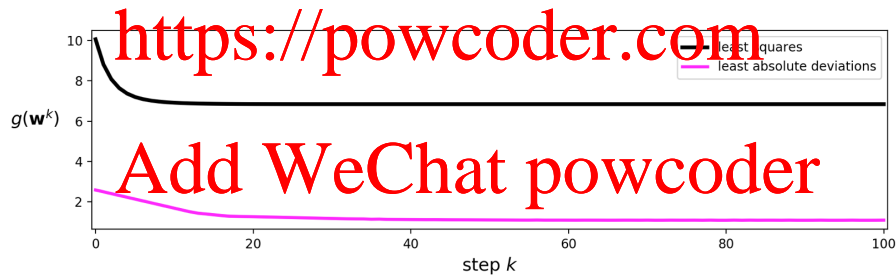 https://powcoder.com
10
least squares
least absolute deviations
8
g(w^k)
6
4
Add WeChat powcoder
2
0 20 40 60 80 100
step k